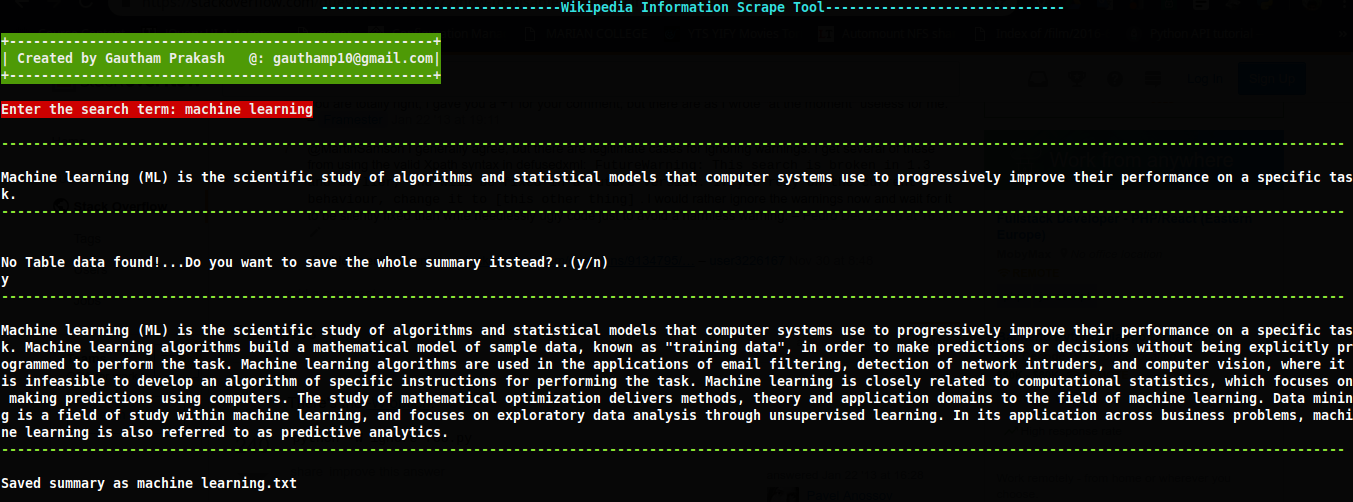 ------------------------------Wikipedia Information Scrape Tool------------------------------
+-----------------------------------------------------+
| Created by Gautham Prakash   @: gauthamp10@gmail.com|
+-----------------------------------------------------+
Enter the search term: machine learning
------------------------------------------------------------------------------------------------------------------------------------------------------------------------
Machine learning (ML) is the scientific study of algorithms and statistical models that computer systems use to progressively improve their performance on a specific tas
k.
------------------------------------------------------------------------------------------------------------------------------------------------------------------------
No Table data found!...Do you want to save the whole summary itstead?..(y/n)
y
------------------------------------------------------------------------------------------------------------------------------------------------------------------------
Machine learning (ML) is the scientific study of algorithms and statistical models that computer systems use to progressively improve their performance on a specific tas
k. Machine learning algorithms build a mathematical model of sample data, known as "training data", in order to make predictions or decisions without being explicitly pr
ogrammed to perform the task. Machine learning algorithms are used in the applications of email filtering, detection of network intruders, and computer vision, where it
is infeasible to develop an algorithm of specific instructions for performing the task. Machine learning is closely related to computational statistics, which focuses on
 making predictions using computers. The study of mathematical optimization delivers methods, theory and application domains to the field of machine learning. Data minin
g is a field of study within machine learning, and focuses on exploratory data analysis through unsupervised learning. In its application across business problems, machi
ne learning is also referred to as predictive analytics.
------------------------------------------------------------------------------------------------------------------------------------------------------------------------
Saved summary as machine learning.txt